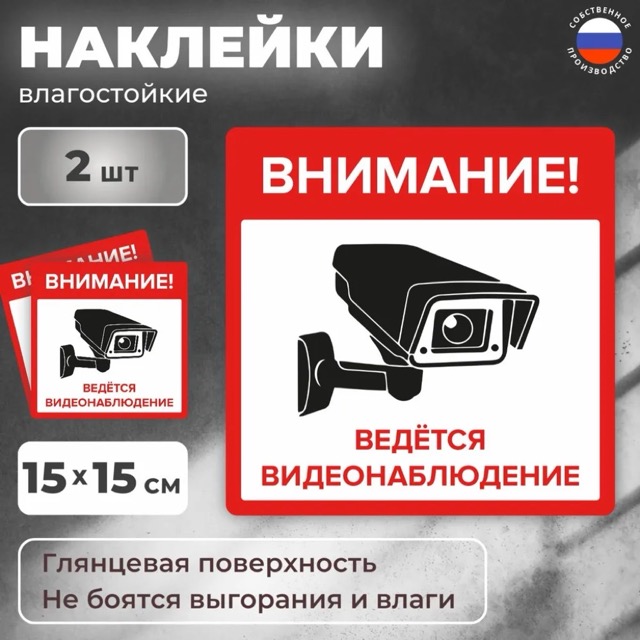 НАКЛЕЙКИ
влагостойкие
СОБСТВЕННОЕ
ПРОИЗВОДСТВО
2 шт
ВНИМАНИЕ!
ВЕДЁТСЯ
ВИДЕОНАБЛЮДЕНИЕ
ВНИМАНИЕ!
ВНИМАНИЕ!
ВЕДЁТСЯ
ВИДЕОНАБЛЮДЕНИЕ
15 х 15 см
Глянцевая поверхность
Не боятся выгорания и влаги